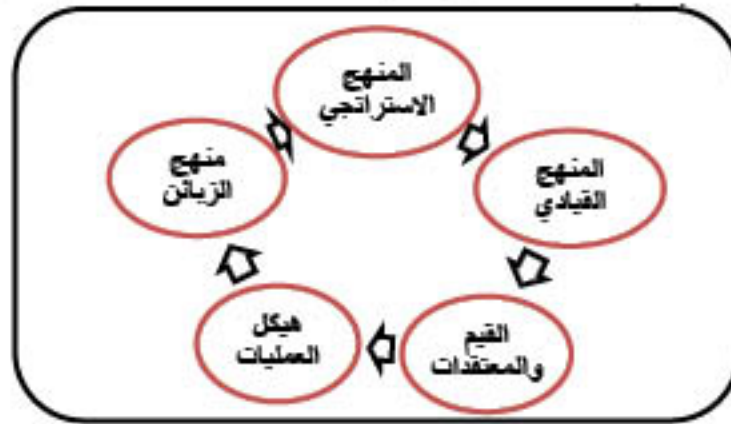 المنهج
الاستراتجي
المنهج
القيادي
القيم
والمعتقدات
هيكل
العمليات
منهج
الزبائن